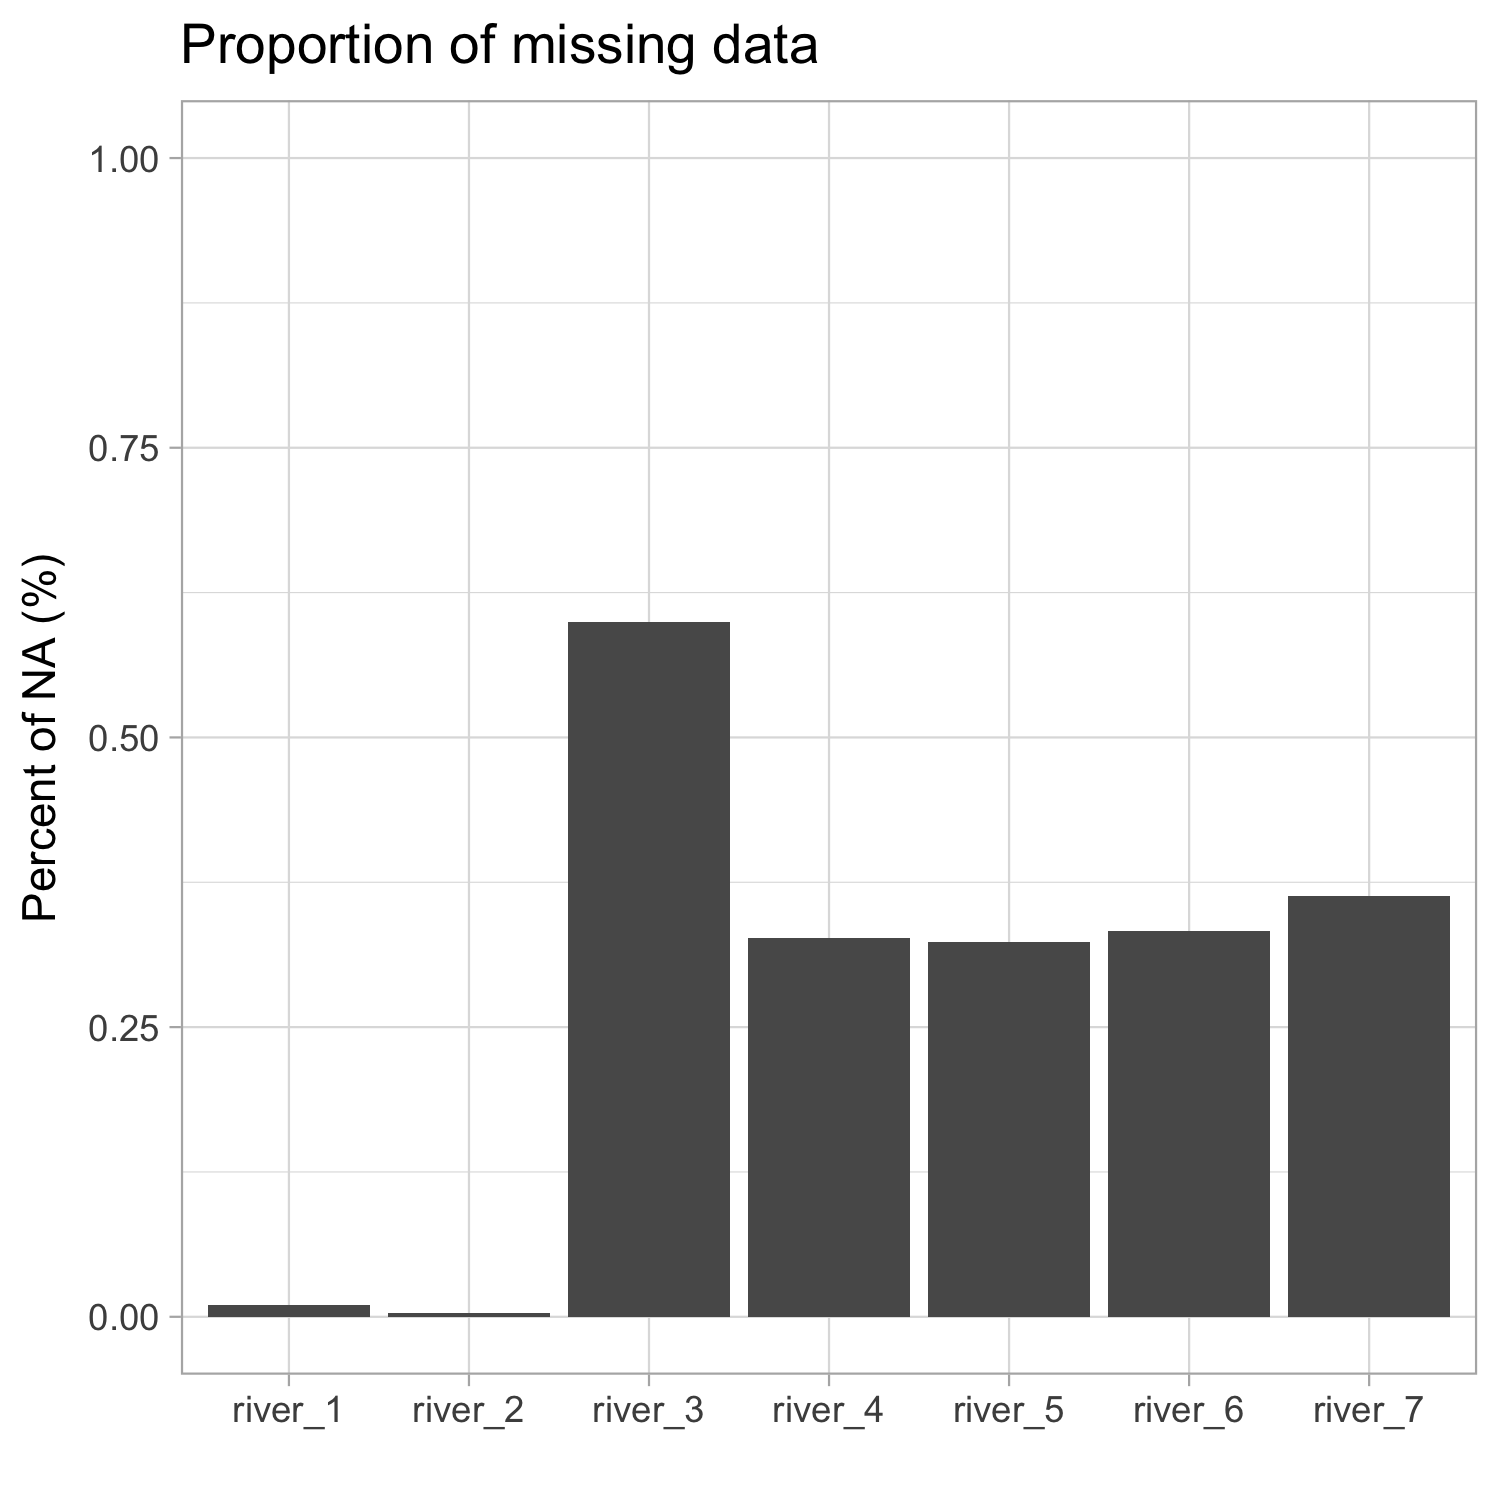 Proportion of missing data
Percent of NA (%)
1.00
0.75
0.50
0.25
0.00
river_1 river_2 river_3 river_4 river_5 river_6 river_7